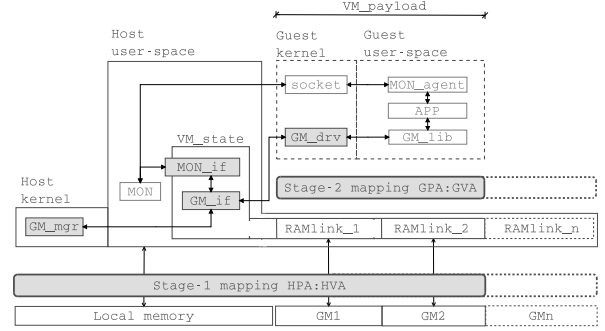 VM_payload
Host
user-space
Guest
kernel
Guest
user-space
socket
MON_agent
APP
VM_state
GM_drv
GM_lib
MON_if
MON
GM_if
Stage-2 mapping GPA:GVA
Host
kernel
GM_mgr
RAMlink_1
RAMlink_2
RAMlink_n
Stage-1 mapping HPA:HVA
Local memory
GM1
GM2
GMn